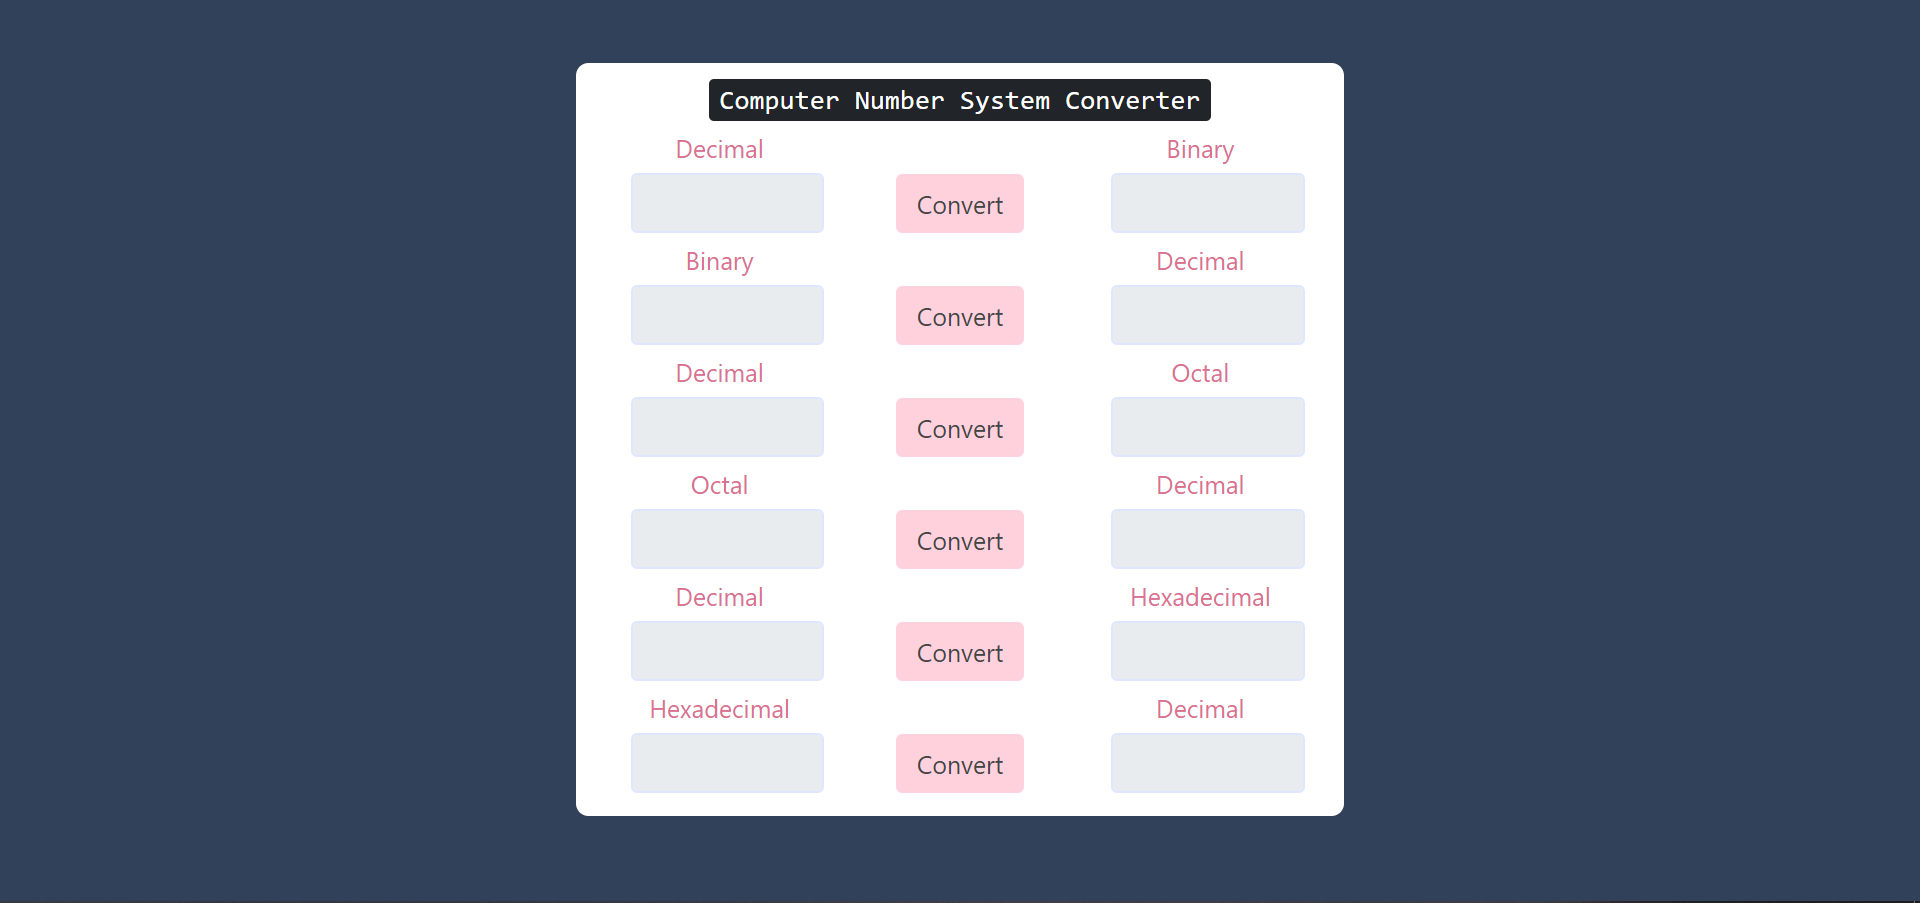 Computer Number System Converter
Decimal Binary
Convert
Binary Decimal
Convert
Decimal Octal
Convert
Octal Decimal
Convert
Decimal Hexadecimal
Convert
Hexadecimal Decimal
Convert